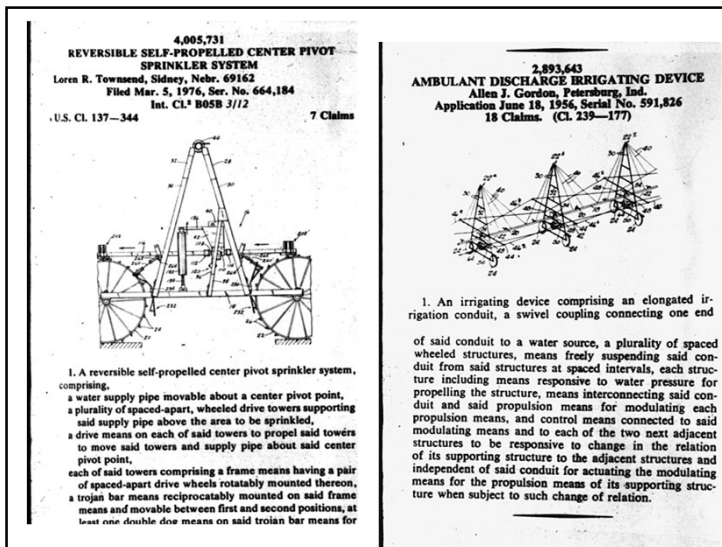 4,005,731
REVERSIBLE SELF-PROPELLED CENTER PIVOT
SPRINKLER SYSTEM
Loren R. Townsend, Sidney, Nebr. 69162
Filed Mar. 5, 1976, Ser. No. 664,184
Int. Cl.² B05B 3/12
U.S. Cl. 137—344 7 Claims
1. A reversible self-propelled center pivot sprinkler system,
comprising,
a water supply pipe movable about a center pivot point,
a plurality of spaced-apart, wheeled drive towers supporting
said supply pipe above the area to be sprinkled,
a drive means on each of said towers to propel said towers
to move said towers and supply pipe about said center
pivot point,
each of said towers comprising a frame means having a pair
of spaced-apart drive wheels rotatably mounted thereon,
a trojan bar means reciprocatably mounted on said frame
means and movable between first and second positions, at
least one double dog means on said trojan bar means for
2,893,643
AMBULANT DISCHARGE IRRIGATING DEVICE
Allen J. Gordon, Petersburg, Ind.
Application June 18, 1956, Serial No. 591,826
18 Claims. (Cl. 239—177)
1. An irrigating device comprising an elongated ir-
rigation conduit, a swivel coupling connecting one end
of said conduit to a water source, a plurality of spaced
wheeled structures, means freely suspending said con-
duit from said structures at spaced intervals, each struc-
ture including means responsive to water pressure for
propelling the structure, means interconnecting said con-
duit and said propulsion means for modulating each
propulsion means, and control means connected to said
modulating means and to each of the two next adjacent
structures to be responsive to change in the relation
of its supporting structure to the adjacent structures and
independent of said conduit for actuating the modulating
means for the propulsion means of its supporting struc-
ture when subject to such change of relation.